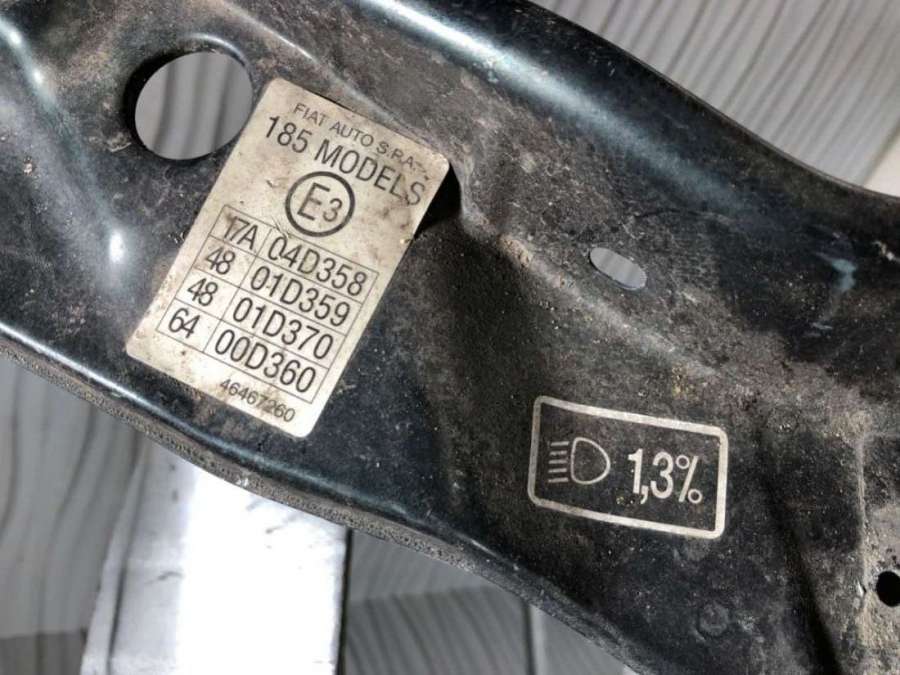 FIAT AUTO S.P.A.
185 MODELS
E3
17A 04D358
48 01D359
48 01D370
64 00D360
46467260
1,3%